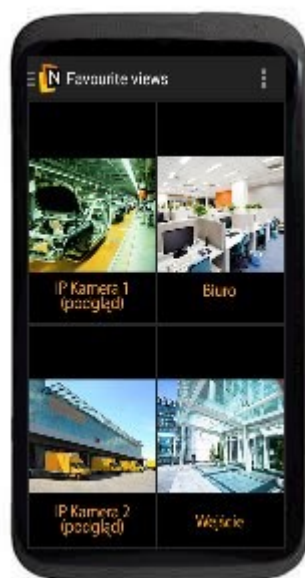 N Favourite views
IP Kamera 1
(podgląd)
Biuro
IP Kamera 2
(podgląd)
Wejście